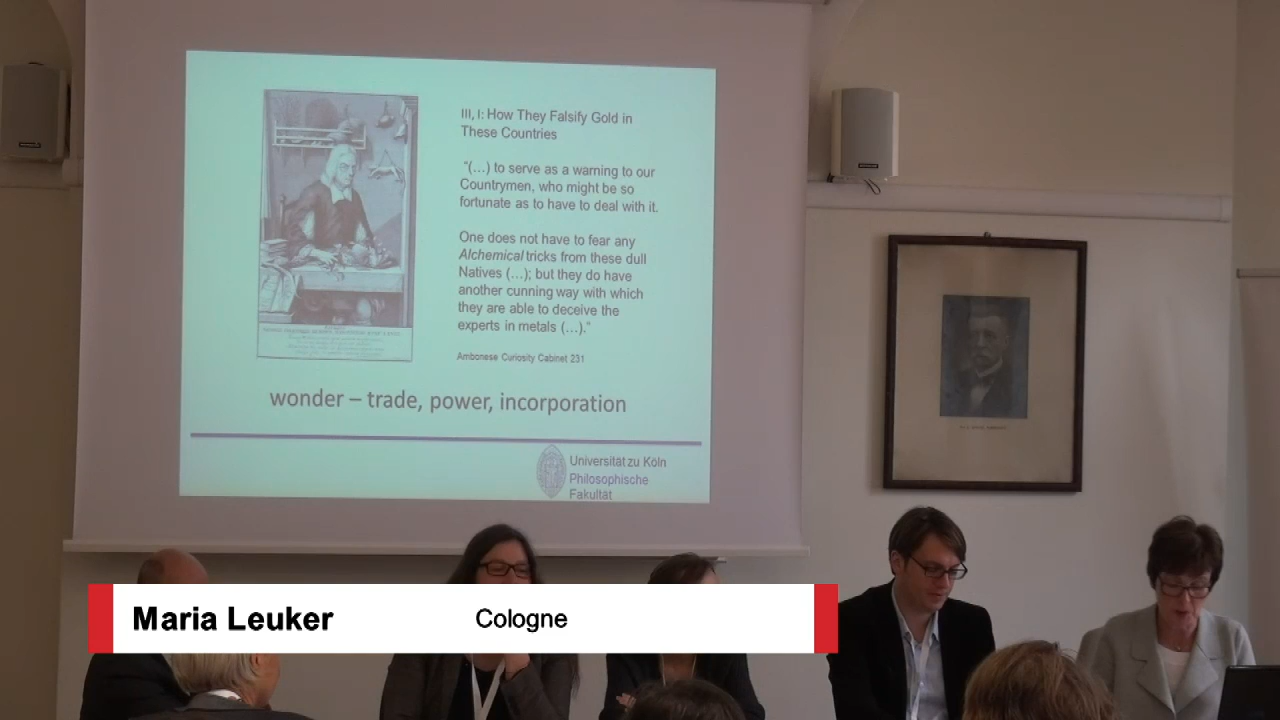 III, I: How They Falsify Gold in
These Countries
"(…) to serve as a warning to our
Countrymen, who might be so
fortunate as to have to deal with it.
One does not have to fear any
Alchemical tricks from these dull
Natives (…); but they do have
another cunning way with which
they are able to deceive the
experts in metals (…)."
Ambonese Curiosity Cabinet 231
wonder – trade, power, incorporation
Universität zu Köln
Philosophische
Fakultät
Maria Leuker
Cologne